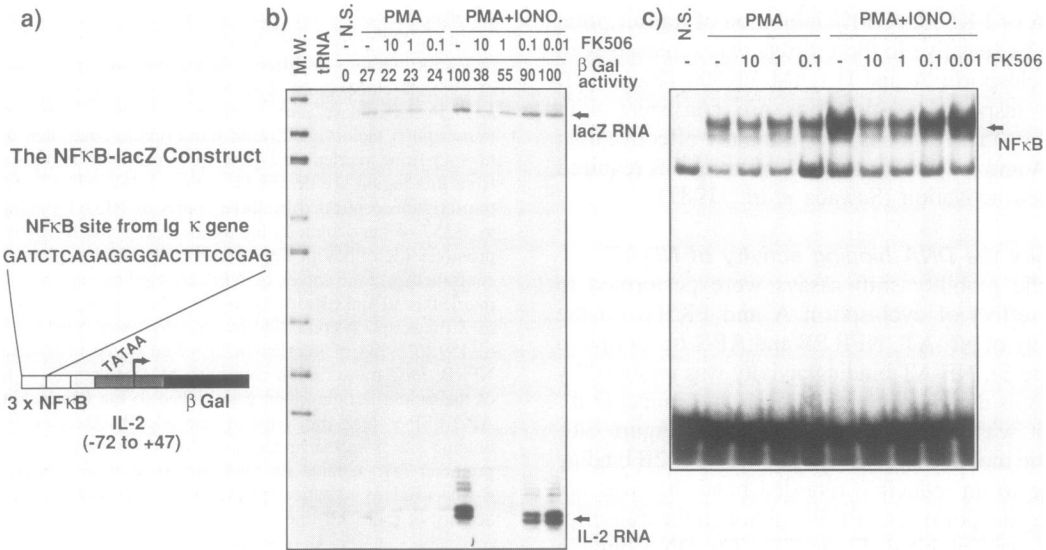 a)
The NFκB-lacZ Construct
NFκB site from Ig κ gene
GATCTCAGAGGGGACTTTCCGAG
TATAA
3 x NFκB
β Gal
IL-2
(-72 to +47)
b)
M.W.
tRNA
N.S.
PMA
PMA+IONO.
- - 10 1 0.1 - 10 1 0.1 0.01 FK506
0 27 22 23 24 100 38 55 90 100 β Gal activity
lacZ RNA
IL-2 RNA
c)
N.S.
PMA
PMA+IONO.
- - 10 1 0.1 - 10 1 0.1 0.01 FK506
NFκB